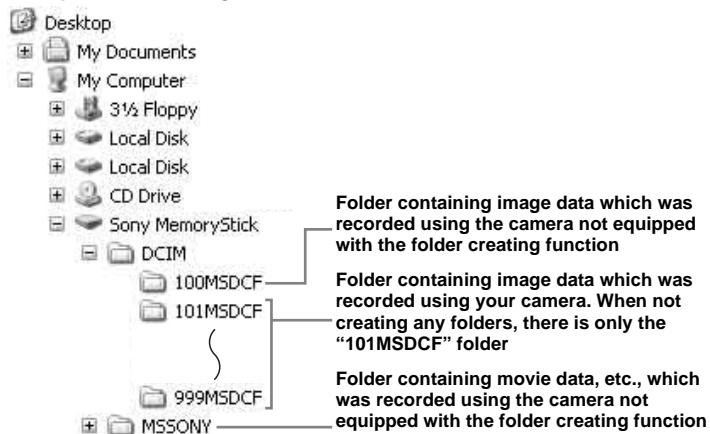 Desktop
My Documents
My Computer
3½ Floppy
Local Disk
Local Disk
CD Drive
Sony MemoryStick
DCIM
100MSDCF
101MSDCF
999MSDCF
MSSONY
Folder containing image data which was
recorded using the camera not equipped
with the folder creating function
Folder containing image data which was
recorded using your camera. When not
creating any folders, there is only the
“101MSDCF” folder
Folder containing movie data, etc., which
was recorded using the camera not
equipped with the folder creating function